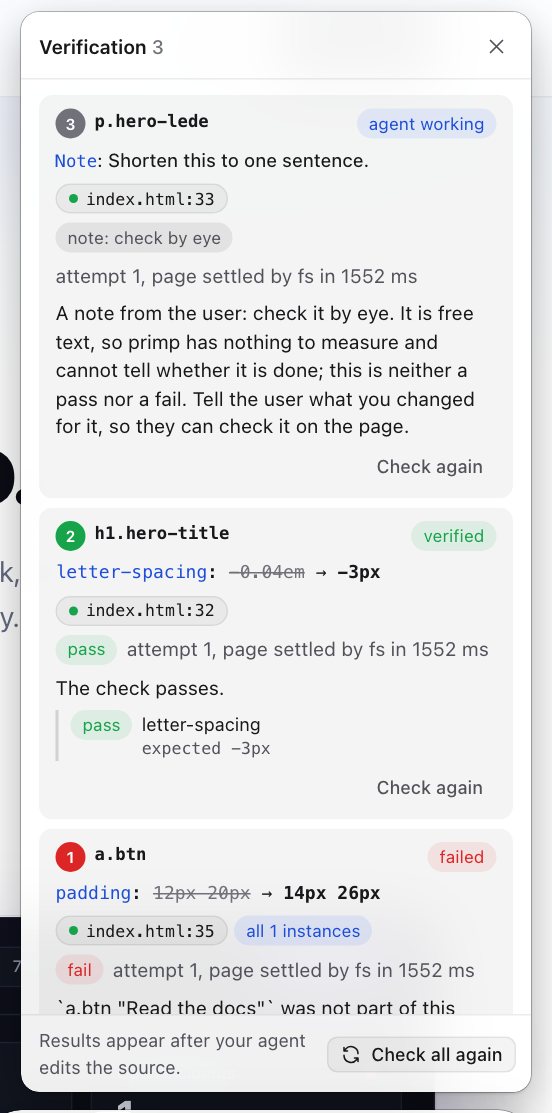 Verification 3
3 p.hero-lede agent working
Note: Shorten this to one sentence.
index.html:33
note: check by eye
attempt 1, page settled by fs in 1552 ms
A note from the user: check it by eye. It is free
text, so primp has nothing to measure and
cannot tell whether it is done; this is neither a
pass nor a fail. Tell the user what you changed
for it, so they can check it on the page.
Check again
2 h1.hero-title verified
letter-spacing: -0.04em → -3px
index.html:32
pass attempt 1, page settled by fs in 1552 ms
The check passes.
pass letter-spacing
expected -3px
Check again
1 a.btn failed
padding: 12px 20px → 14px 26px
index.html:35 all 1 instances
fail attempt 1, page settled by fs in 1552 ms
`a.btn "Read the docs"` was not part of this
Results appear after your agent
edits the source.
Check all again
k,
y.
7
1